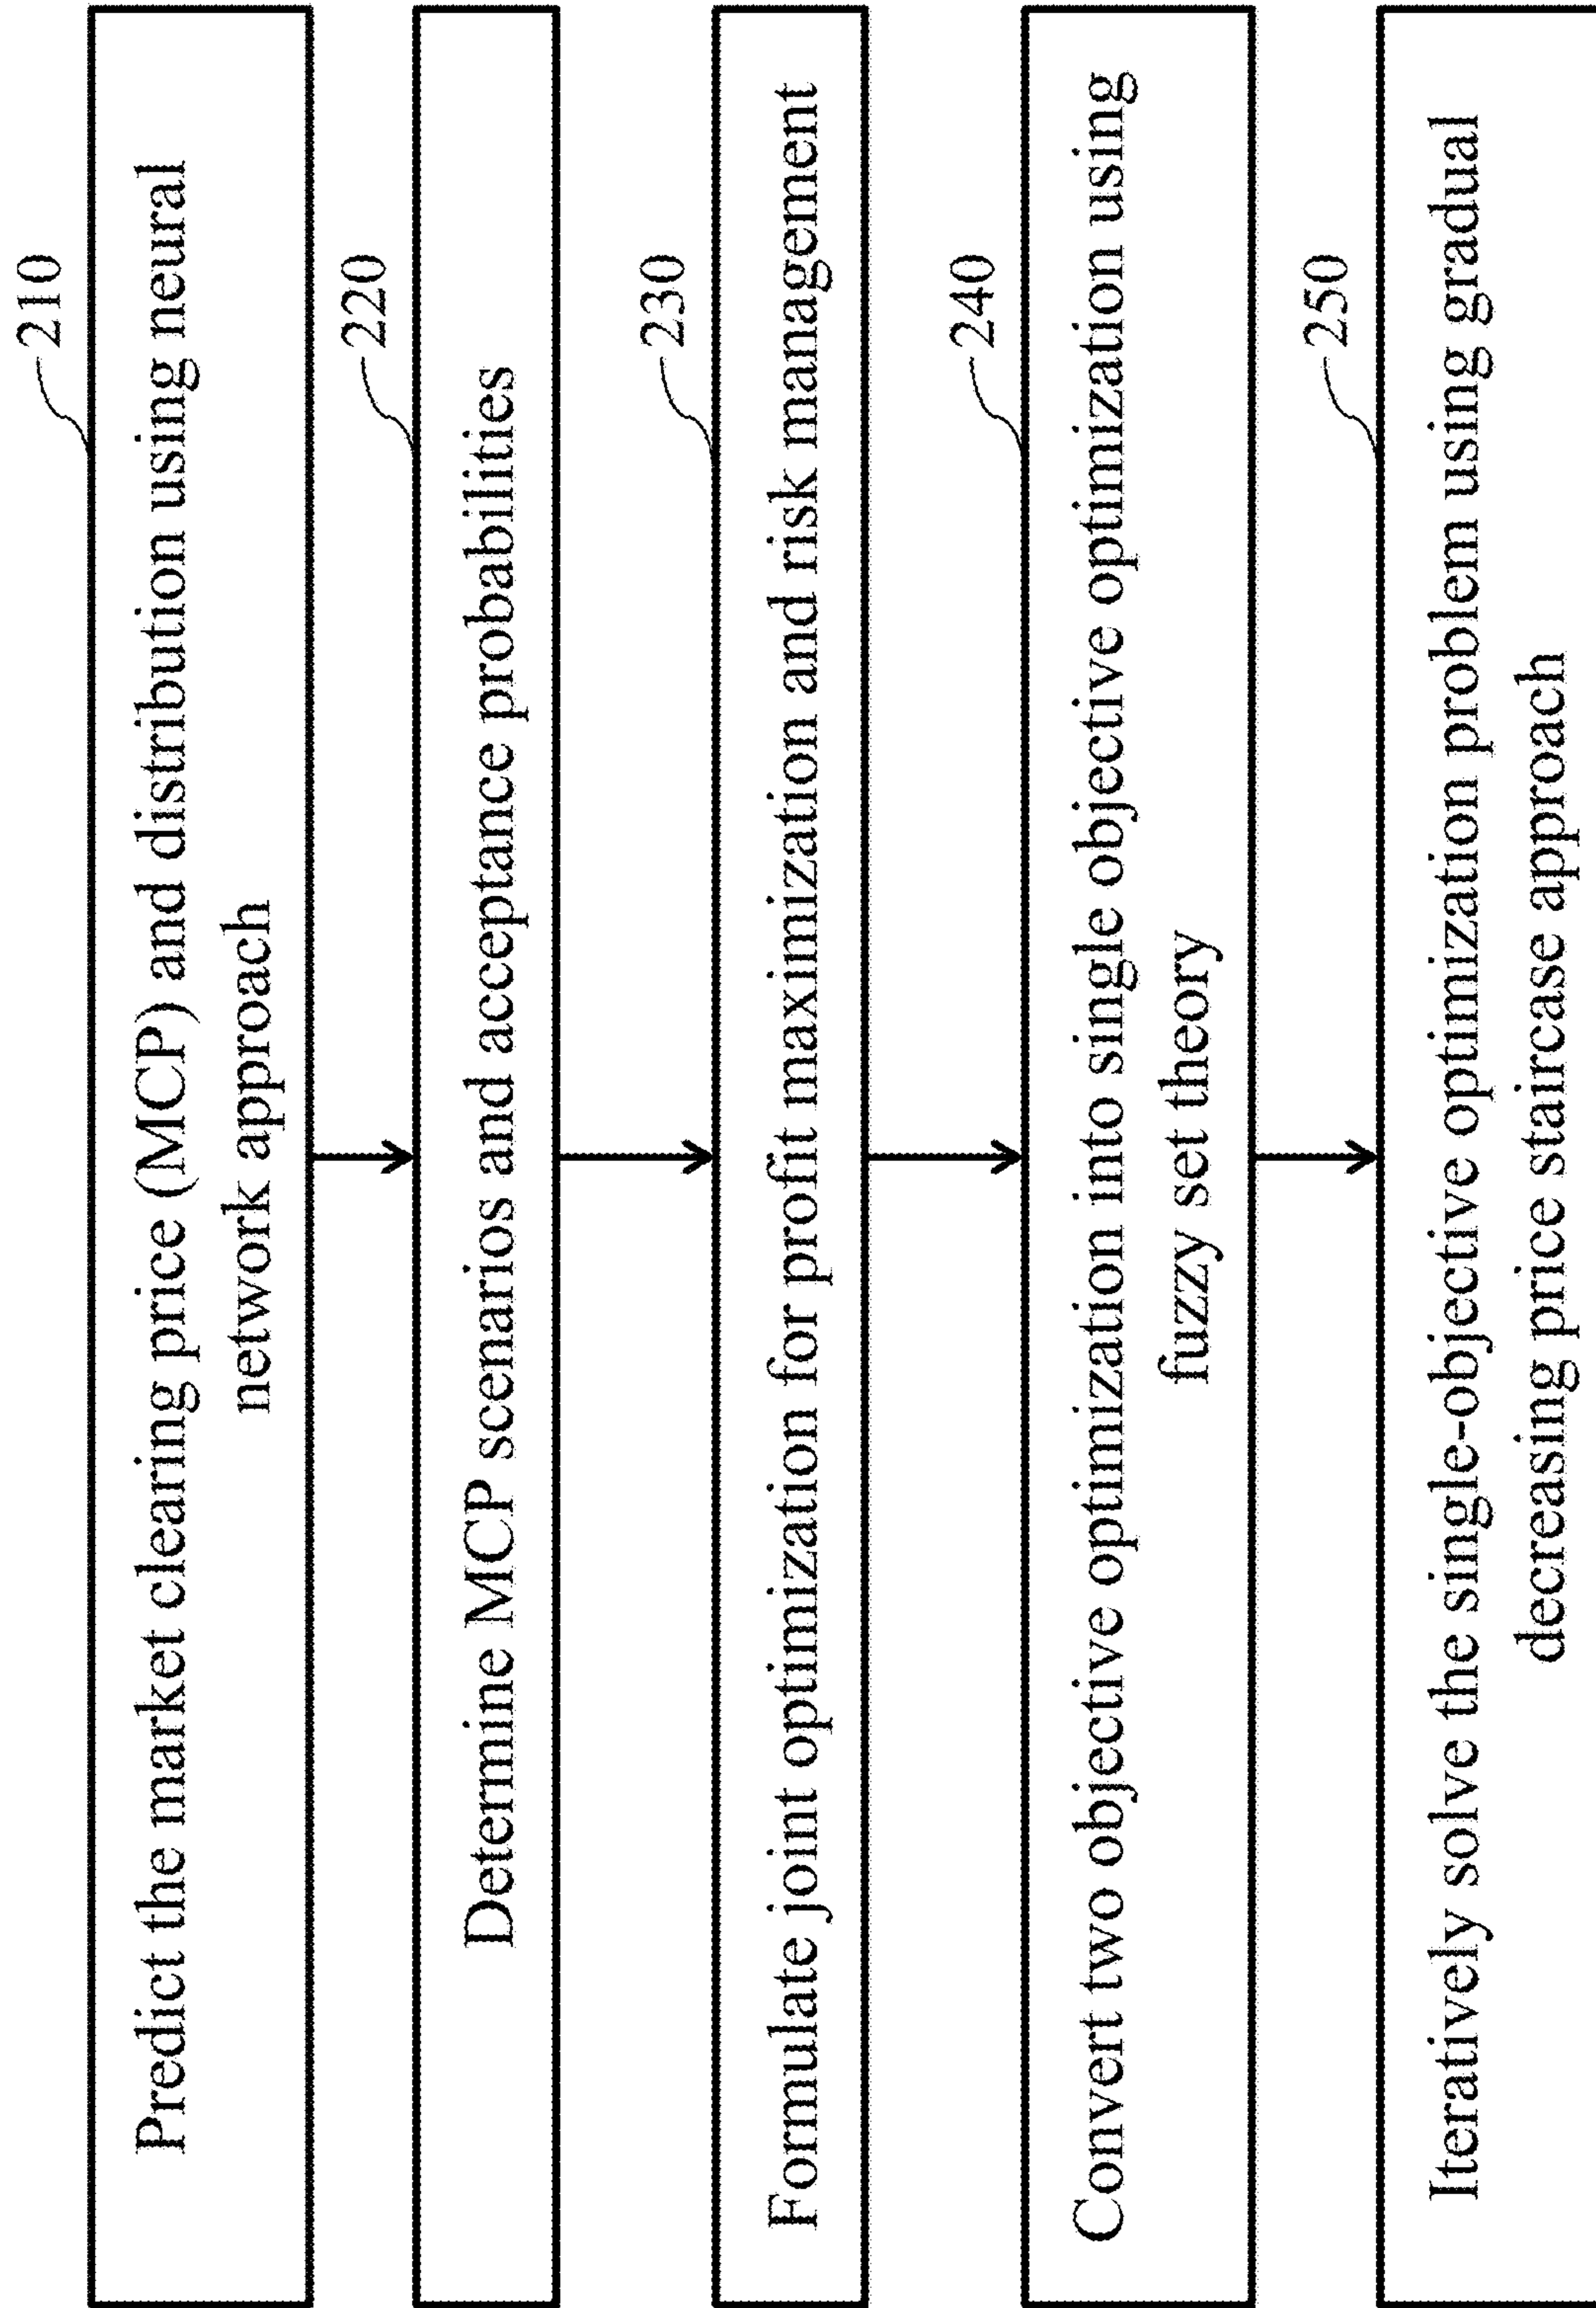 210
Predict the market clearing price (MCP) and distribution using neural
network approach
220
Determine MCP scenarios and acceptance probabilities
230
Formulate joint optimization for profit maximization and risk management
240
Convert two objective optimization into single objective optimization using
fuzzy set theory
250
Iteratively solve the single-objective optimization problem using gradual
decreasing price staircase approach